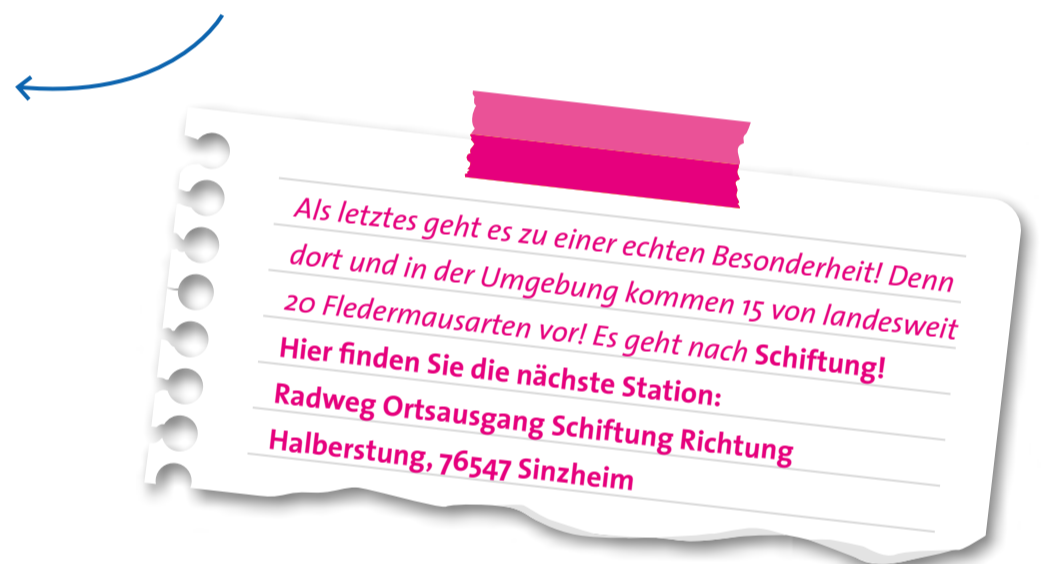 Als letztes geht es zu einer echten Besonderheit! Denn
dort und in der Umgebung kommen 15 von landesweit
20 Fledermausarten vor! Es geht nach Schiftung!
Hier finden Sie die nächste Station:
Radweg Ortsausgang Schiftung Richtung
Halberstung, 76547 Sinzheim